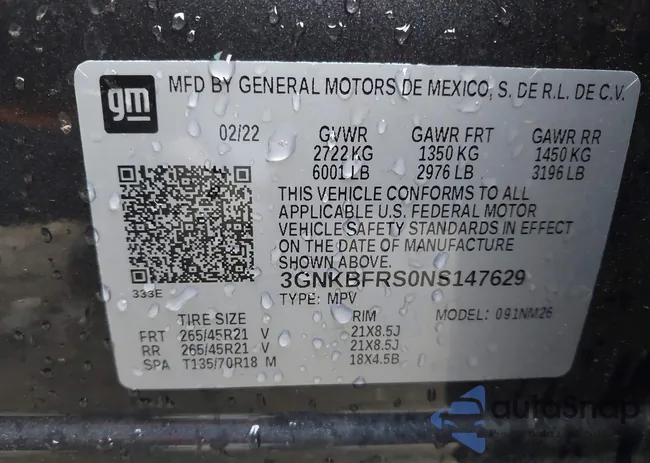 gm
MFD BY GENERAL MOTORS DE MEXICO, S. DE R.L. DE C.V.
02/22 GVWR GAWR FRT GAWR RR
2722 KG 1350 KG 1450 KG
6001 LB 2976 LB 3196 LB
THIS VEHICLE CONFORMS TO ALL
APPLICABLE U.S. FEDERAL MOTOR
VEHICLE SAFETY STANDARDS IN EFFECT
ON THE DATE OF MANUFACTURE
SHOWN ABOVE.
3GNKBFRS0NS147629
333E
TYPE: MPV
MODEL: 091NM26
TIRE SIZE RIM
FRT 265/45R21 V 21X8.5J
RR 265/45R21 V 21X8.5J
SPA T135/70R18 M 18X4.5B
autoSnap